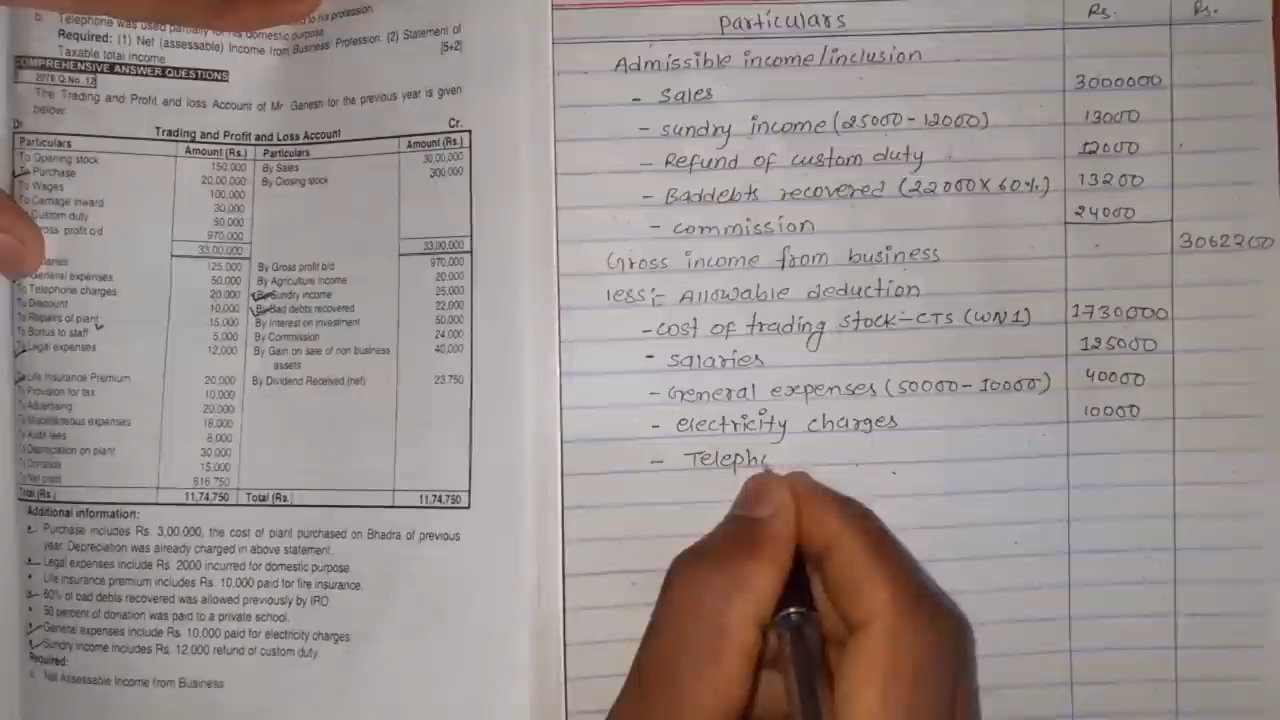 b. Telephone was used partially for his domestic purpose
to his profession.
Required: (1) Net (assessable) Income from Business Profession. (2) Statement of
Taxable total income [5+2]
COMPREHENSIVE ANSWER QUESTIONS
2076 Q.No. 12
The Trading and Profit and loss Account of Mr Ganesh for the previous year is given
below
Dr. Trading and Profit and Loss Account Cr.
Particulars Amount (Rs.) Particulars Amount (Rs.)
To Opening stock 150,000 By Sales 30,00,000
To Purchase 20,00,000 By Closing stock 300,000
To Wages 100,000
To Carriage inward 30,000
Custom duty 50,000
Gross profit c/d 970,000
33,00,000 33,00,000
125,000 By Gross profit b/d 970,000
General expenses 50,000 By Agriculture income 20,000
To Telephone charges 20,000 By Sundry income 25,000
To Discount 10,000 By Bad debts recovered 22,000
To Repairs of plant 15,000 By Interest on investment 50,000
To Bonus to staff 5,000 By Commission 24,000
To Legal expenses 12,000 By Gain on sale of non business 40,000
assets
To Life Insurance Premium 20,000 By Dividend Received (net) 23,750
To Provision for tax 10,000
To Advertising 20,000
To Miscellaneous expenses 18,000
To Audit fees 8,000
To Depreciation on plant 30,000
To Donation 15,000
To Net profit 616,750
Total (Rs.) 11,74,750 Total (Rs.) 11,74,750
Additional information:
Purchase includes Rs. 3,00,000, the cost of plant purchased on Bhadra of previous
year. Depreciation was already charged in above statement.
Legal expenses include Rs. 2000 incurred for domestic purpose.
Life insurance premium includes Rs. 10,000 paid for fire insurance.
60% of bad debts recovered was allowed previously by IRO
50 percent of donation was paid to a private school.
General expenses include Rs. 10,000 paid for electricity charges
Sundry income includes Rs. 12,000 refund of custom duty.
Required:
Net Assessable Income from Business
Particulars Rs. Rs.
Admissible income/inclusion
- Sales 3000000
- sundry income (25000-12000) 13000
- Refund of custom duty 12000
- Baddebts recovered (22000X60%) 13200
- commission 24000
Gross income from business 3062200
less:- Allowable deduction
- cost of trading stock-CTS (WN1) 1730000
- salaries 125000
- General expenses (50000-10000) 40000
- electricity charges 10000
- Teleph